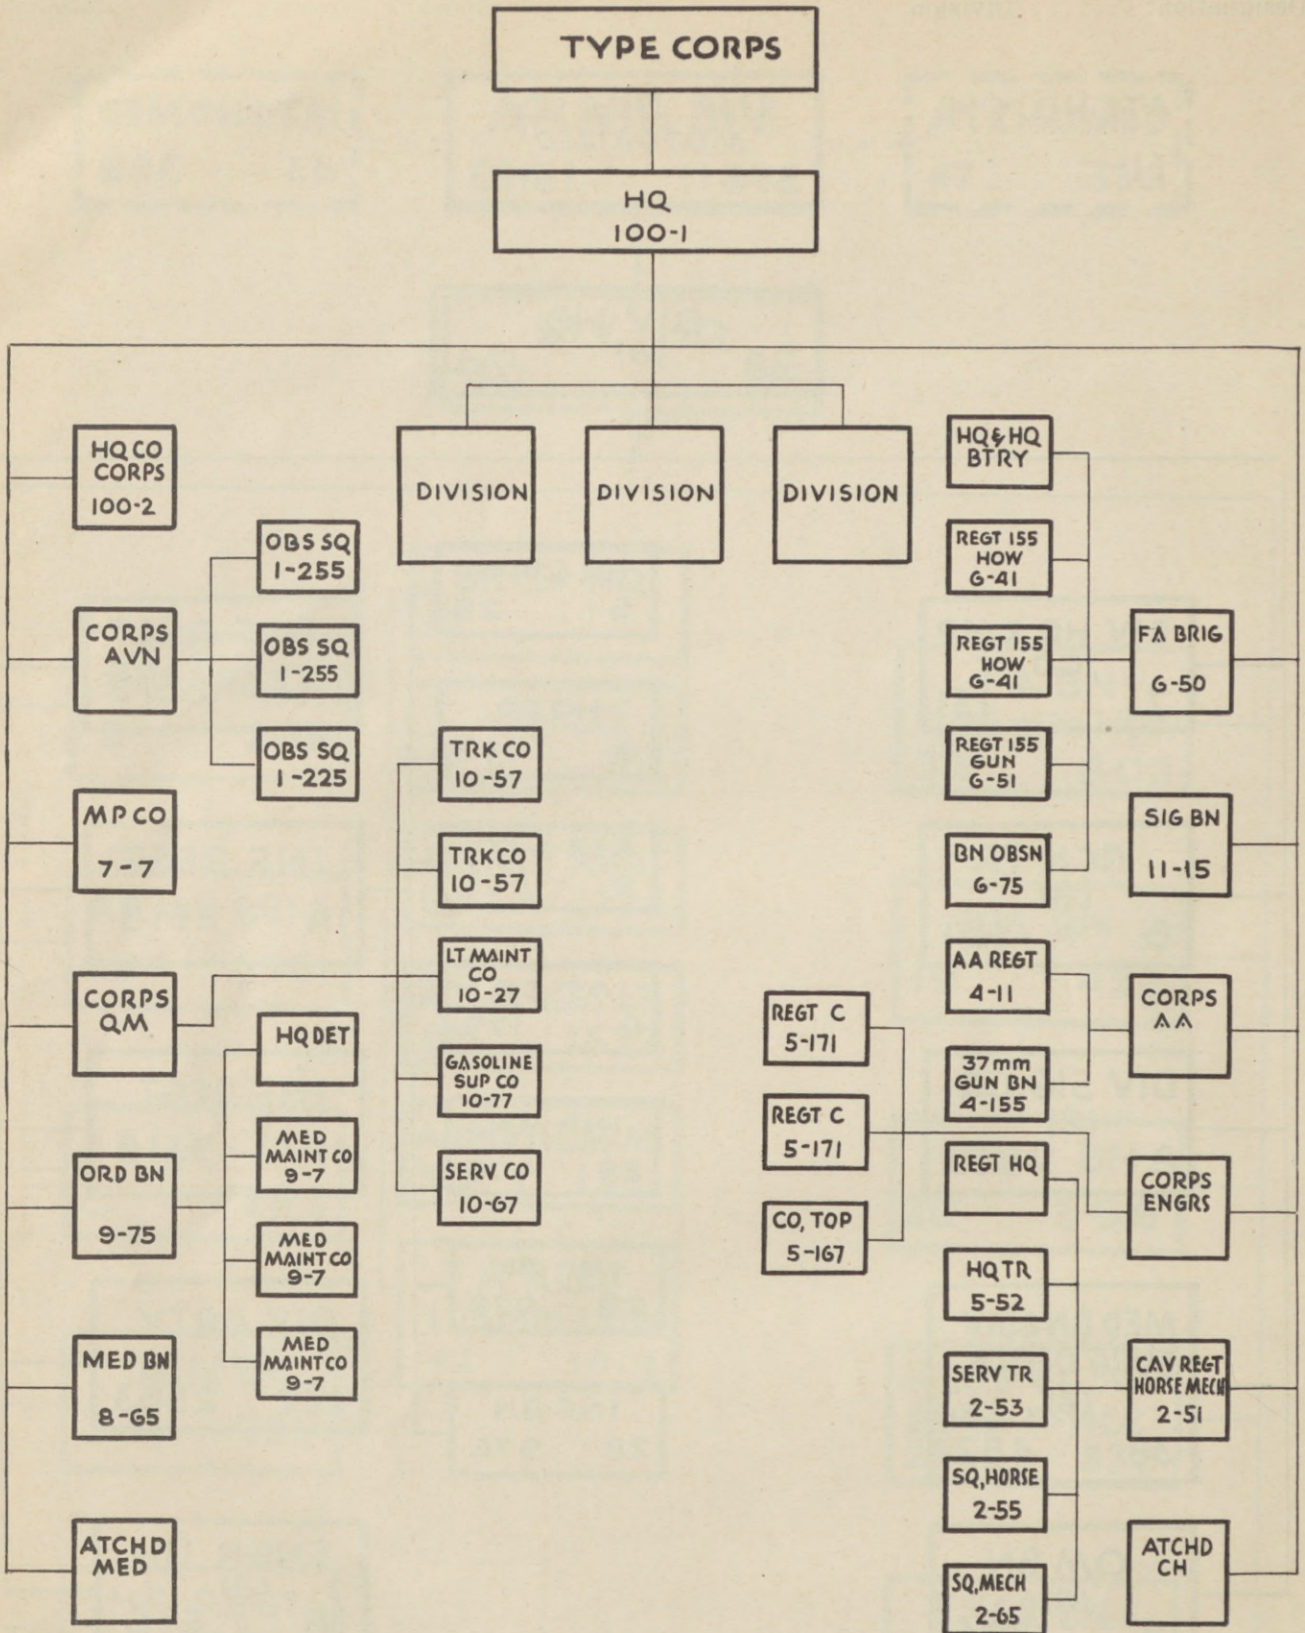 TYPE CORPS
HQ
100-1
HQ CO
CORPS
100-2
CORPS
AVN
OBS SQ
1-255
OBS SQ
1-255
OBS SQ
1-225
MP CO
7-7
CORPS
QM
TRK CO
10-57
TRK CO
10-57
LT MAINT
CO
10-27
GASOLINE
SUP CO
10-77
SERV CO
10-67
ORD BN
9-75
HQ DET
MED
MAINT CO
9-7
MED
MAINT CO
9-7
MED
MAINT CO
9-7
MED BN
8-65
ATCHD
MED
DIVISION
DIVISION
DIVISION
HQ & HQ
BTRY
REGT 155
HOW
6-41
REGT 155
HOW
6-41
REGT 155
GUN
6-51
BN OBSN
6-75
FA BRIG
6-50
SIG BN
11-15
AA REGT
4-11
37mm
GUN BN
4-155
CORPS
AA
REGT C
5-171
REGT C
5-171
CO, TOP
5-167
CORPS
ENGRS
REGT HQ
HQ TR
5-52
SERV TR
2-53
SQ, HORSE
2-55
SQ, MECH
2-65
CAV REGT
HORSE MECH
2-51
ATCHD
CH